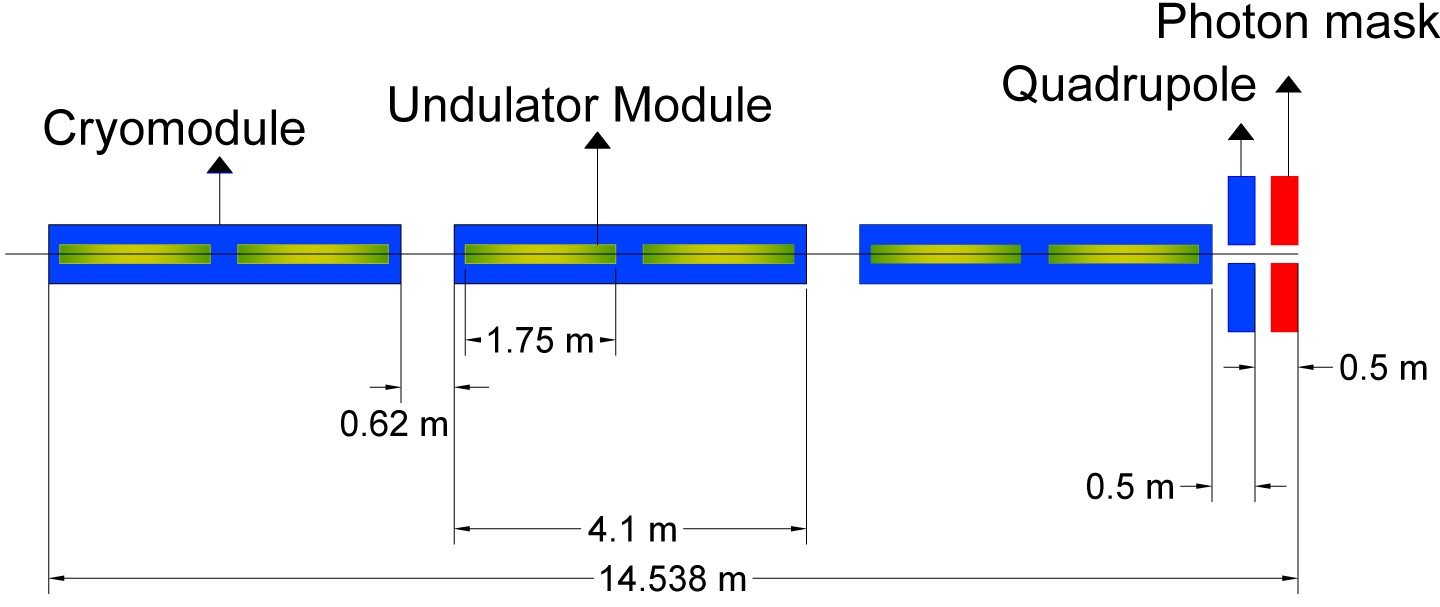 Photon mask
Quadrupole
Undulator Module
Cryomodule
1.75 m
0.5 m
0.62 m
0.5 m
4.1 m
14.538 m